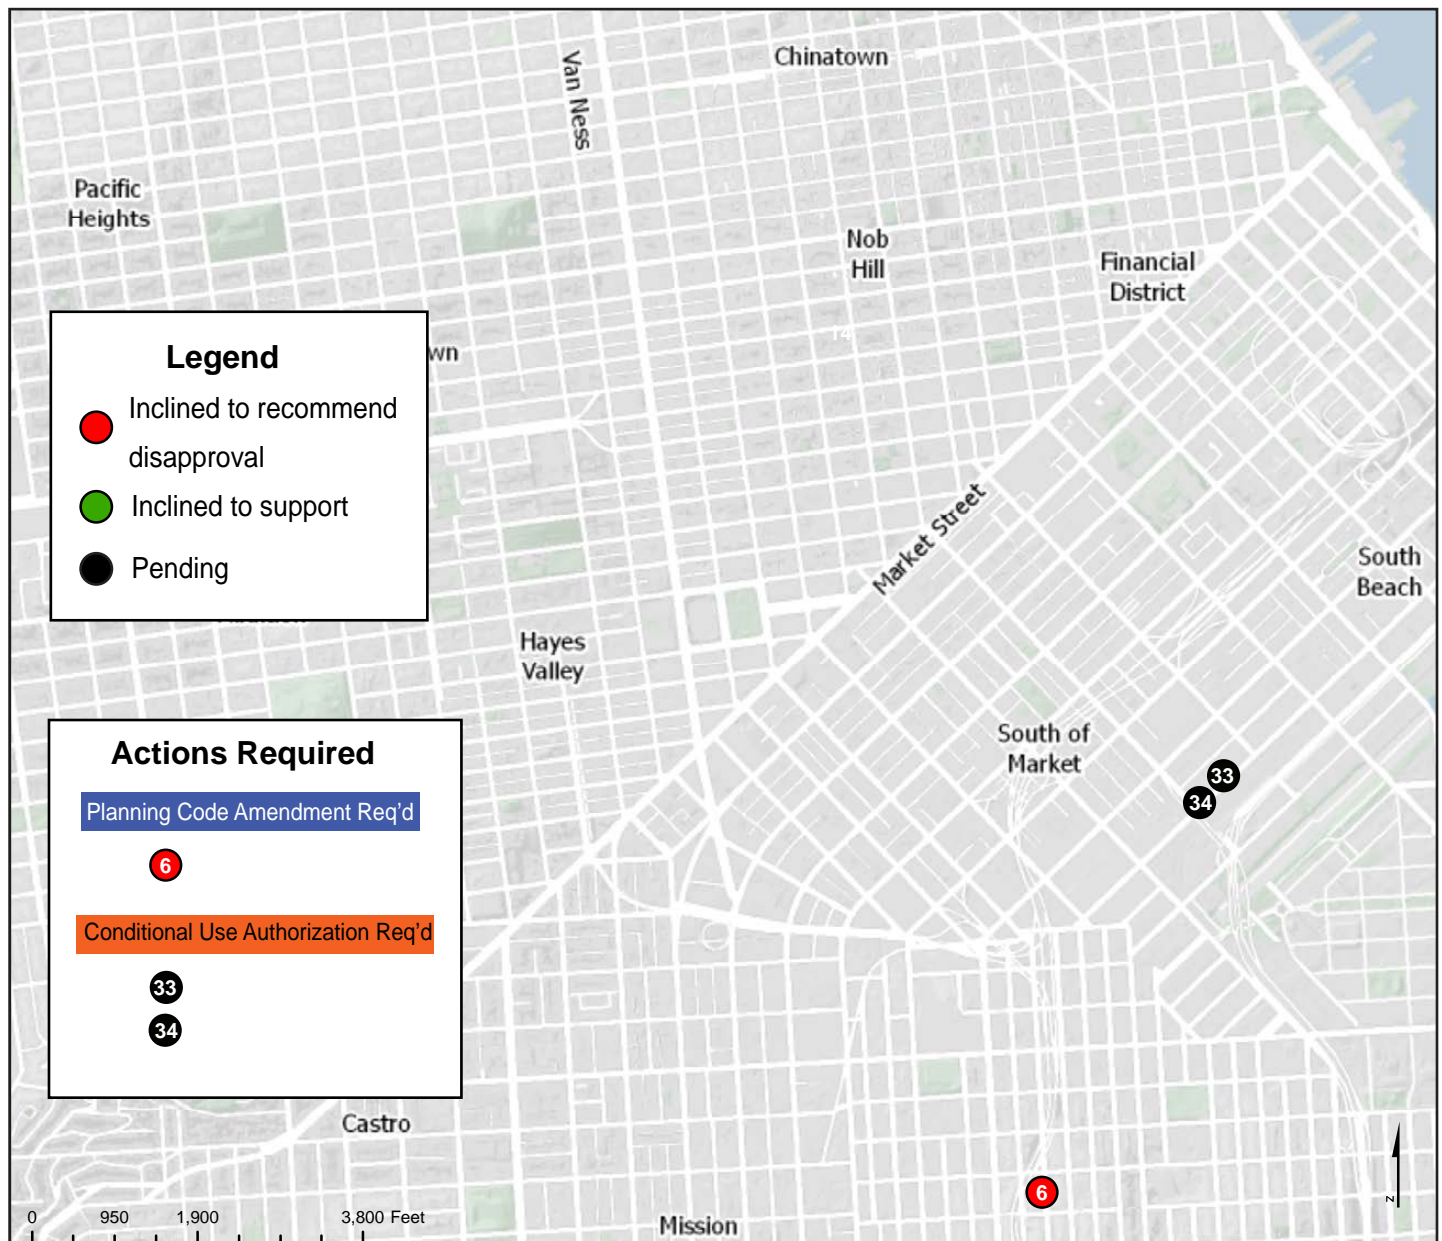 Chinatown
Van Ness
Pacific
Heights
Nob
Hill
Financial
District
14
wn
Legend
Inclined to recommend
disapproval
Inclined to support
Pending
Market Street
South
Beach
Hayes
Valley
South of
Market
33
34
Actions Required
Planning Code Amendment Req'd
6
Conditional Use Authorization Req'd
33
34
Castro
6
Mission
0 950 1,900 3,800 Feet
N